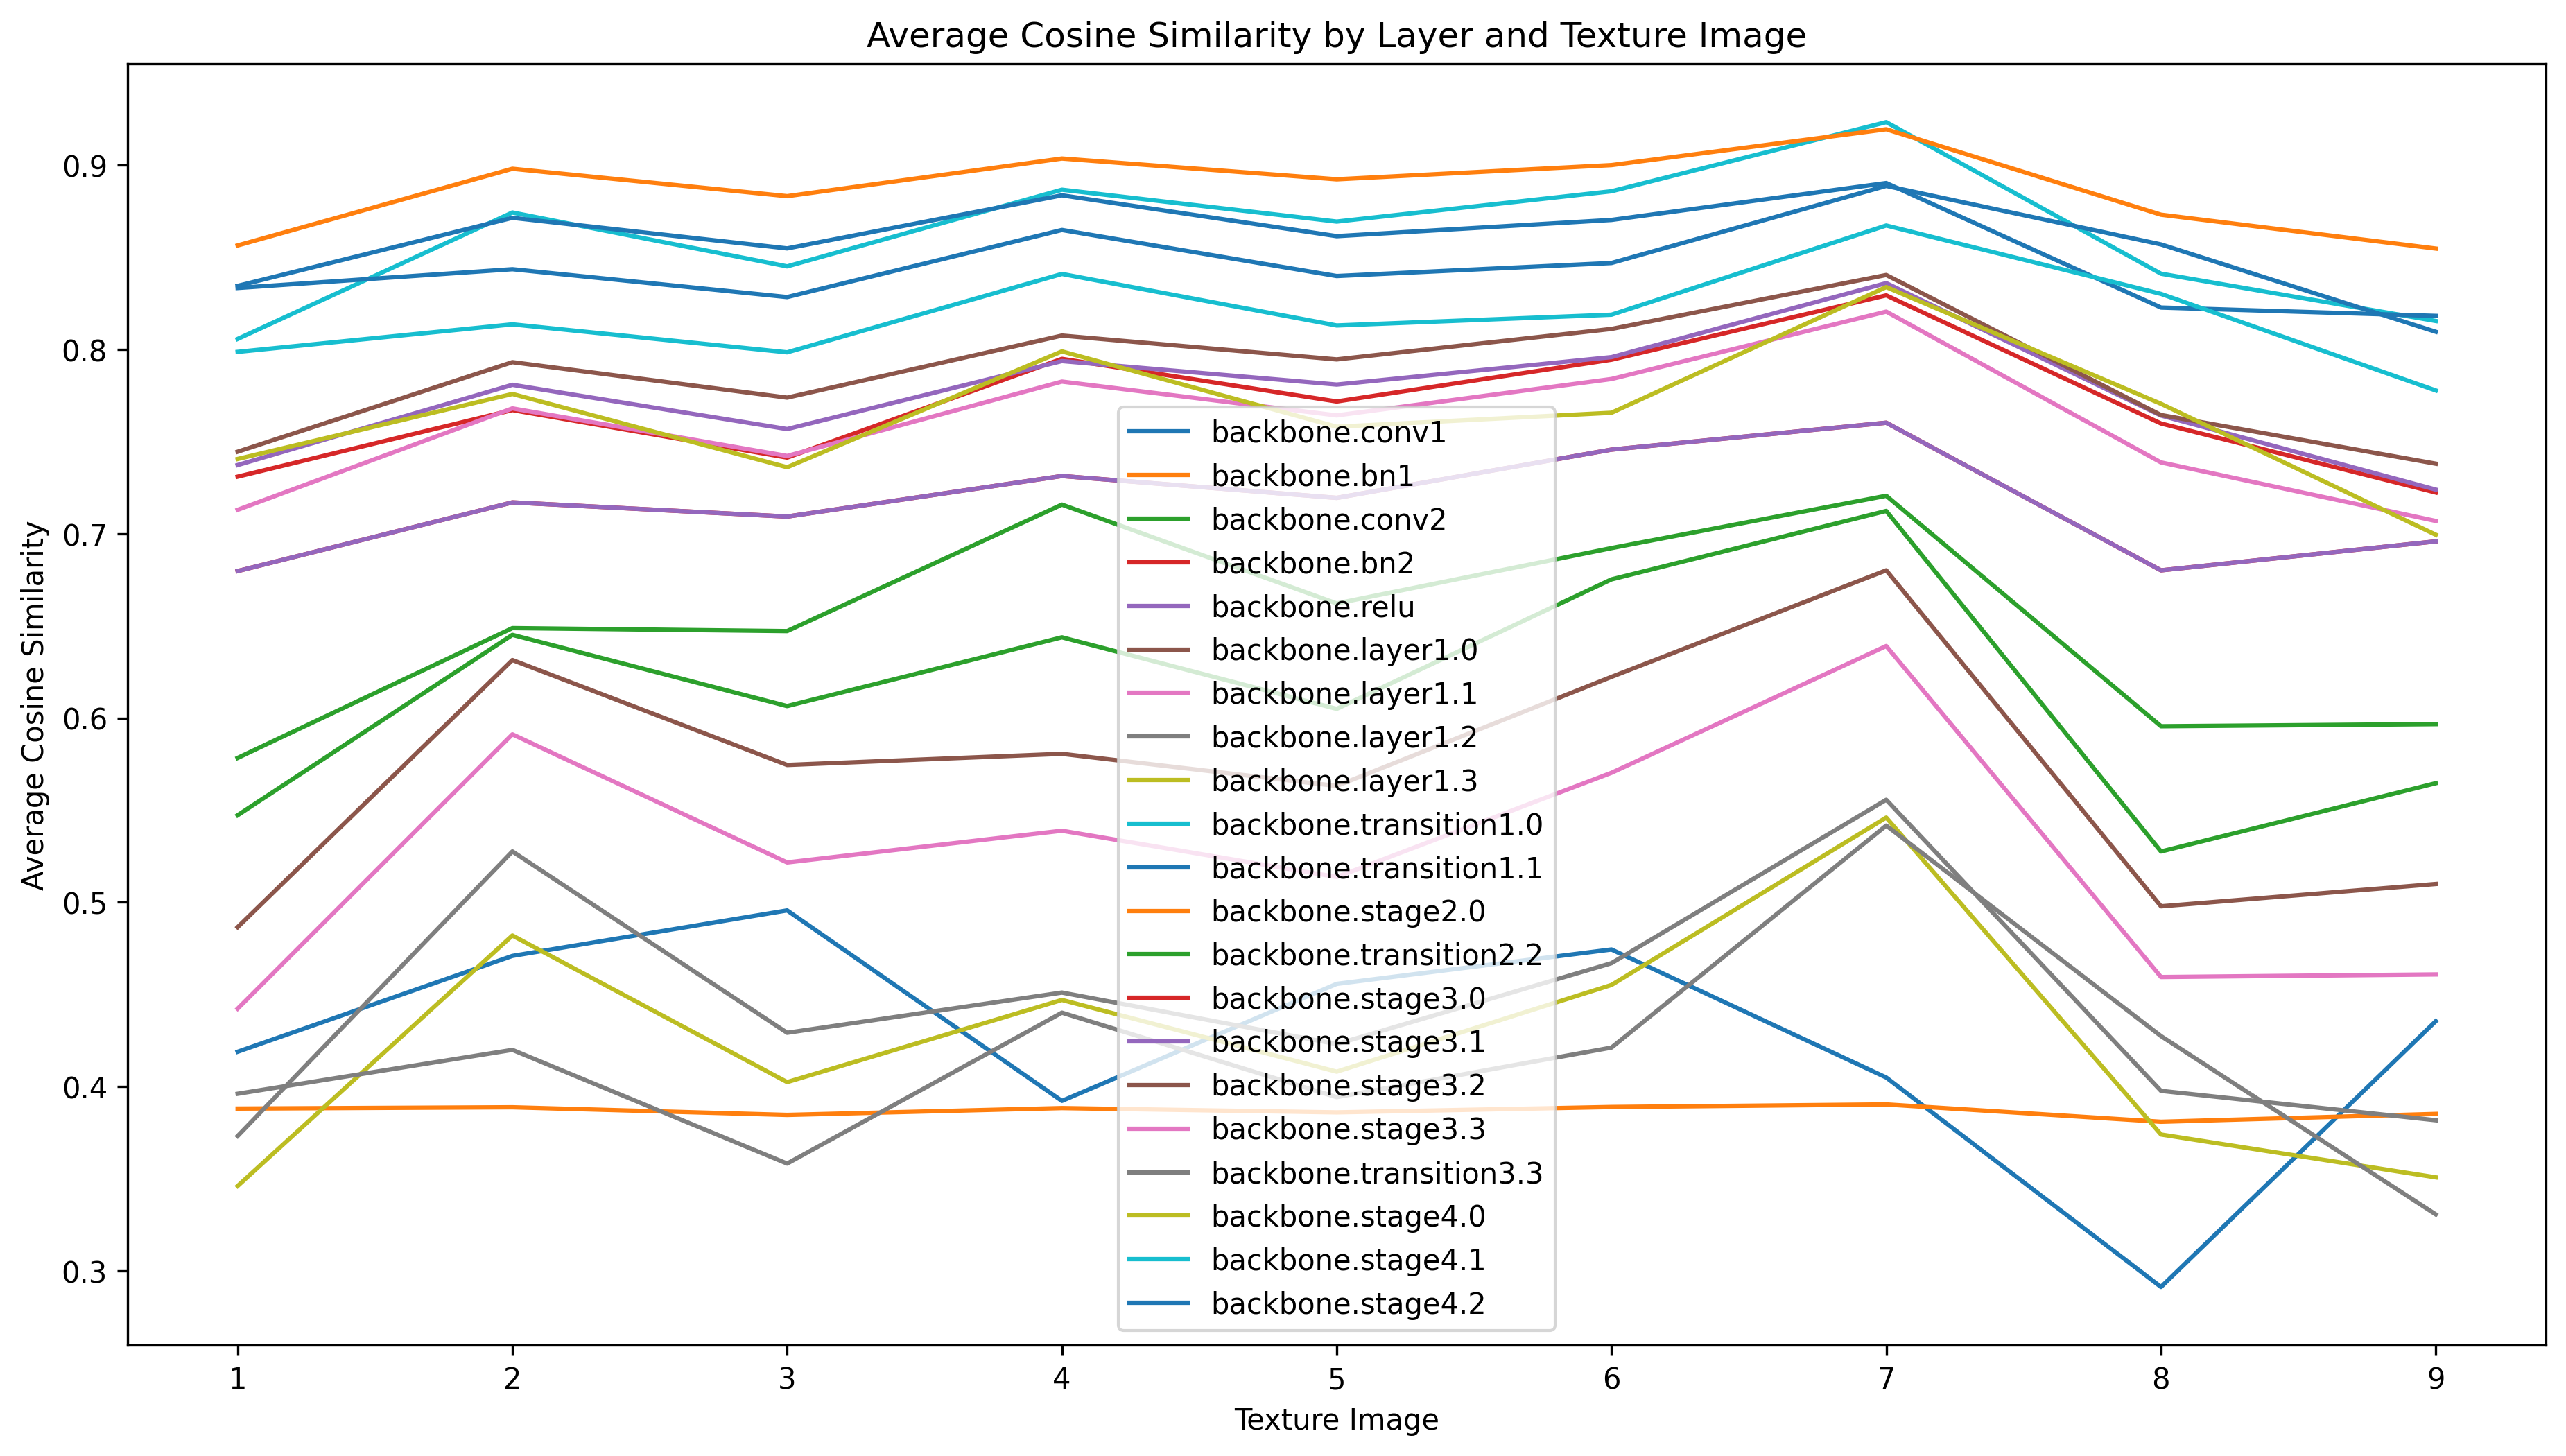 Average Cosine Similarity by Layer and Texture Image
Average Cosine Similarity
0.9
0.8
0.7
0.6
0.5
0.4
0.3
backbone.conv1
backbone.bn1
backbone.conv2
backbone.bn2
backbone.relu
backbone.layer1.0
backbone.layer1.1
backbone.layer1.2
backbone.layer1.3
backbone.transition1.0
backbone.transition1.1
backbone.stage2.0
backbone.transition2.2
backbone.stage3.0
backbone.stage3.1
backbone.stage3.2
backbone.stage3.3
backbone.transition3.3
backbone.stage4.0
backbone.stage4.1
backbone.stage4.2
1 2 3 4 5 6 7 8 9
Texture Image